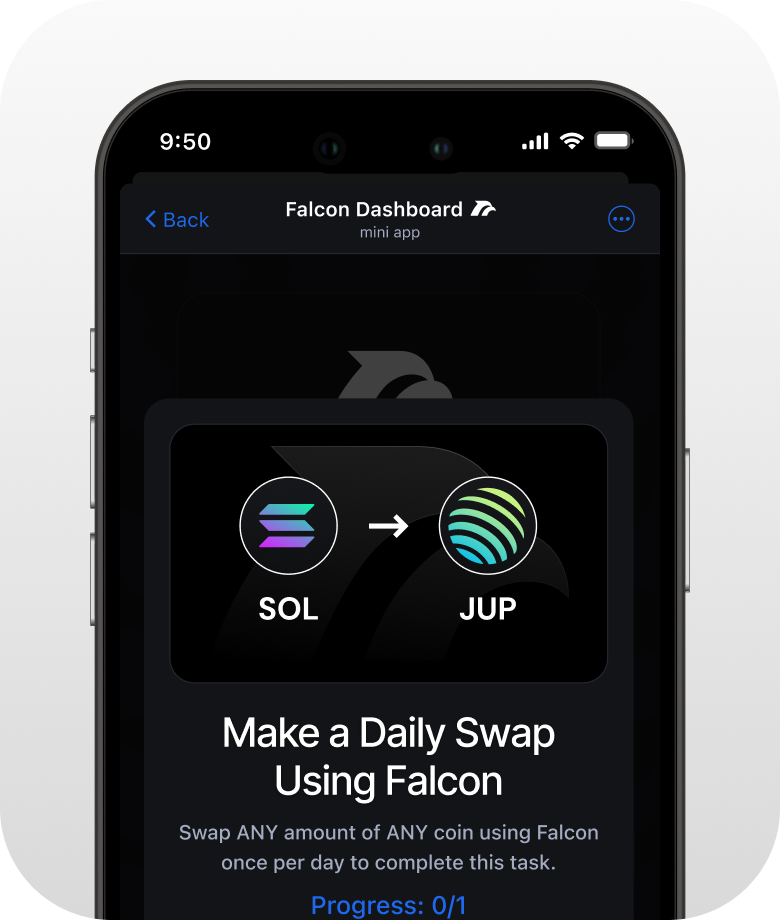 9:50
Back
Falcon Dashboard
mini app
SOL
JUP
Make a Daily Swap
Using Falcon
Swap ANY amount of ANY coin using Falcon
once per day to complete this task.
Progress: 0/1